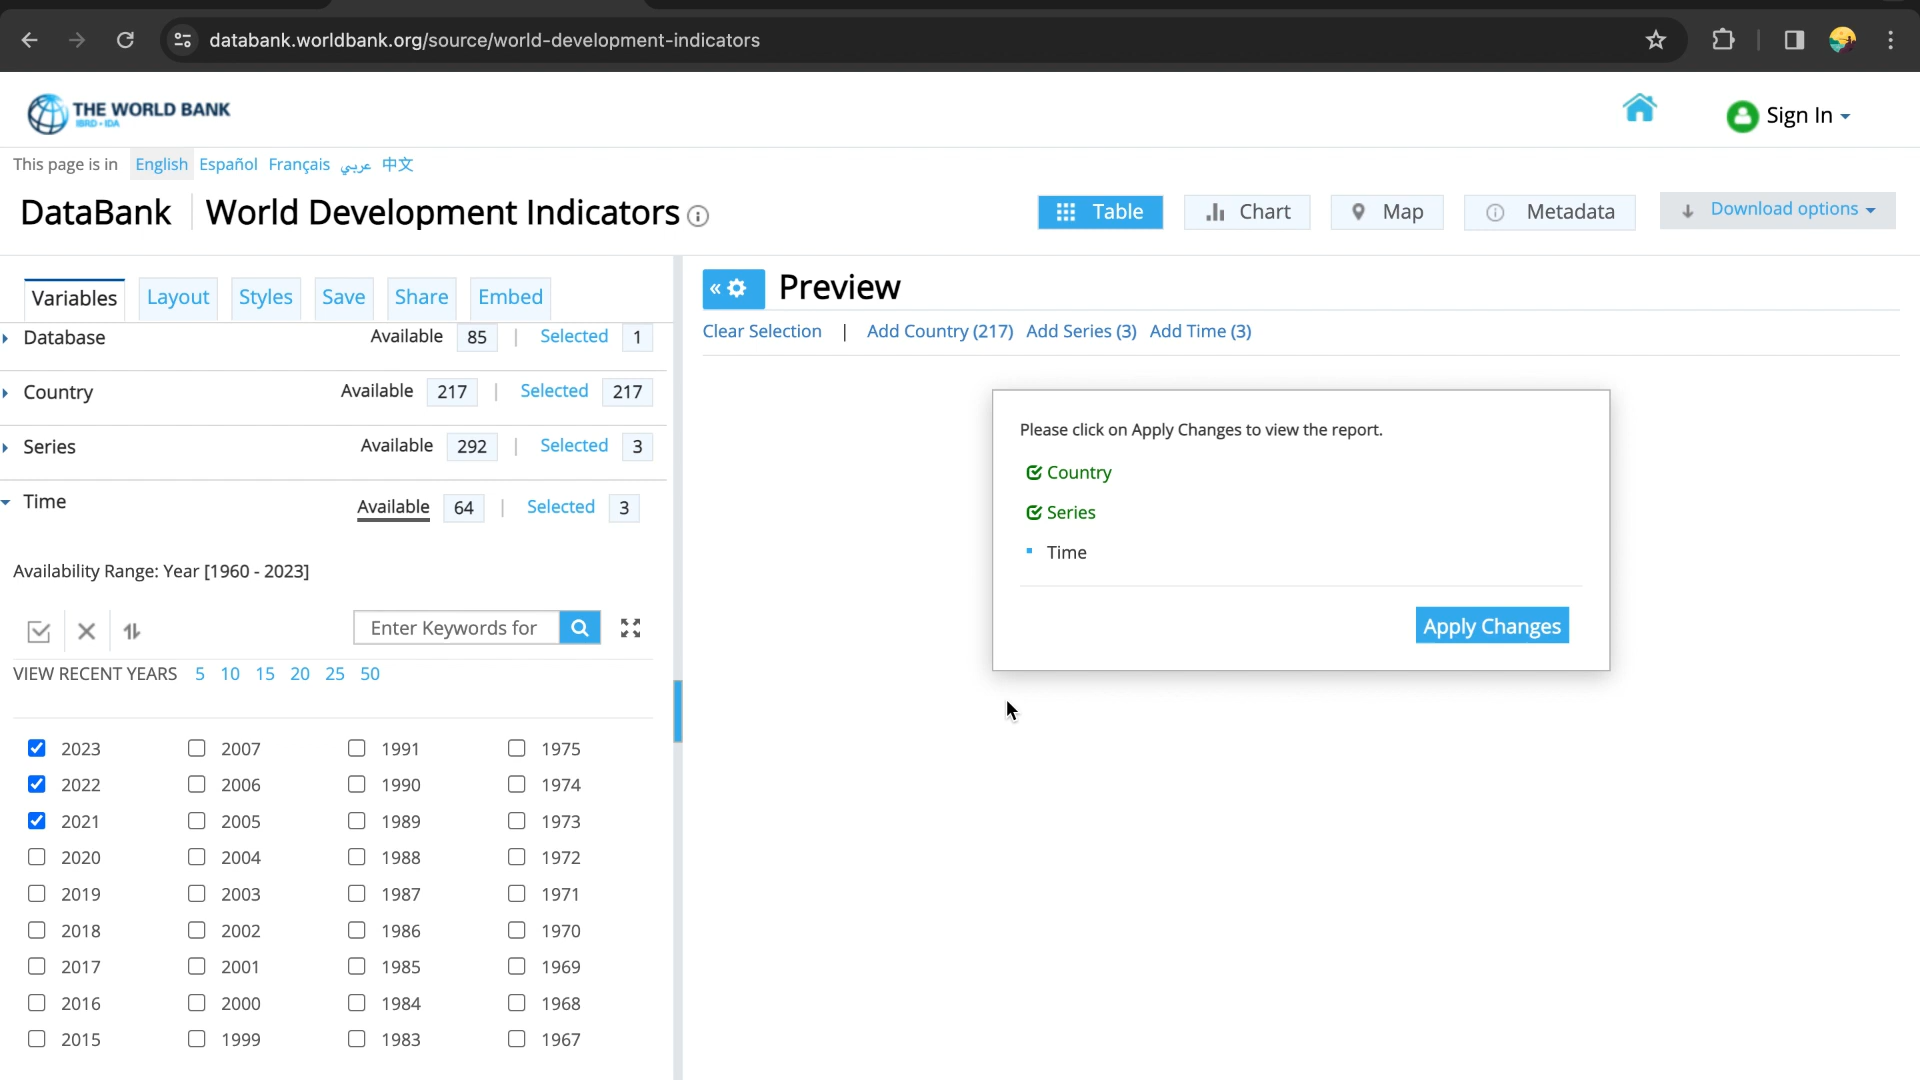 databank.worldbank.org/source/world-development-indicators
THE WORLD BANK
IBRD • IDA
Sign In
This page is in English Español Français عربي 中文
DataBank World Development Indicators
Table Chart Map Metadata Download options
Variables Layout Styles Save Share Embed
« Preview
Clear Selection | Add Country (217) Add Series (3) Add Time (3)
Database Available 85 | Selected 1
Country Available 217 | Selected 217
Series Available 292 | Selected 3
Time Available 64 | Selected 3
Please click on Apply Changes to view the report.
Country
Series
Time
Apply Changes
Availability Range: Year [1960 - 2023]
Enter Keywords for
VIEW RECENT YEARS 5 10 15 20 25 50
2023 2007 1991 1975
2022 2006 1990 1974
2021 2005 1989 1973
2020 2004 1988 1972
2019 2003 1987 1971
2018 2002 1986 1970
2017 2001 1985 1969
2016 2000 1984 1968
2015 1999 1983 1967